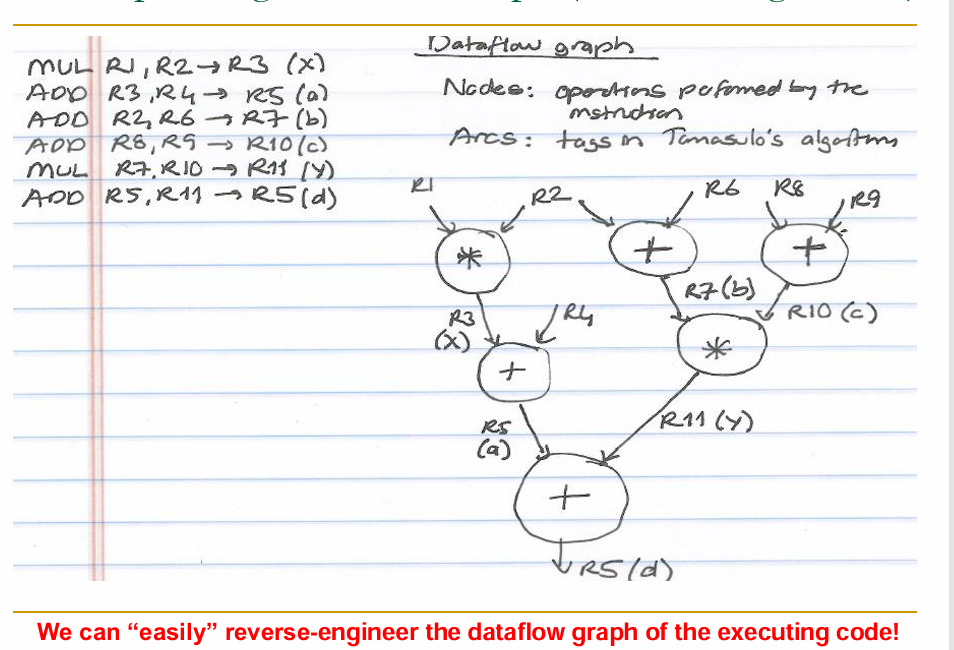 MUL R1, R2 → R3 (X)
ADD R3, R4 → R5 (a)
ADD R2, R6 → R7 (b)
ADD R8, R9 → R10 (c)
MUL R7, R10 → R11 (Y)
ADD R5, R11 → R5 (d)
Dataflow graph
Nodes: operations performed by the
instruction
Arcs: tags in Tomasulo's algorithm
R1 R2 R6 R8 R9
* + +
R7 (b)
R10 (c)
R3 R4
(X)
*
+
R11 (Y)
R5
(a)
+
R5 (d)
We can “easily” reverse-engineer the dataflow graph of the executing code!